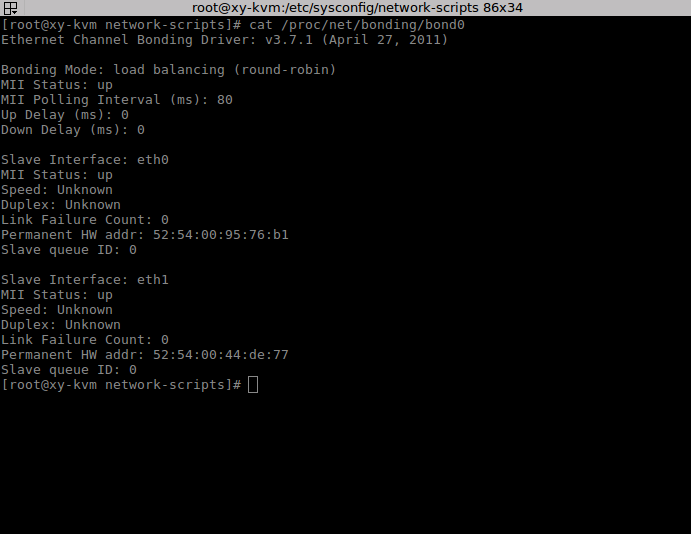 root@xy-kvm:/etc/sysconfig/network-scripts 86x34
[root@xy-kvm network-scripts]# cat /proc/net/bonding/bond0
Ethernet Channel Bonding Driver: v3.7.1 (April 27, 2011)
Bonding Mode: load balancing (round-robin)
MII Status: up
MII Polling Interval (ms): 80
Up Delay (ms): 0
Down Delay (ms): 0
Slave Interface: eth0
MII Status: up
Speed: Unknown
Duplex: Unknown
Link Failure Count: 0
Permanent HW addr: 52:54:00:95:76:b1
Slave queue ID: 0
Slave Interface: eth1
MII Status: up
Speed: Unknown
Duplex: Unknown
Link Failure Count: 0
Permanent HW addr: 52:54:00:44:de:77
Slave queue ID: 0
[root@xy-kvm network-scripts]#